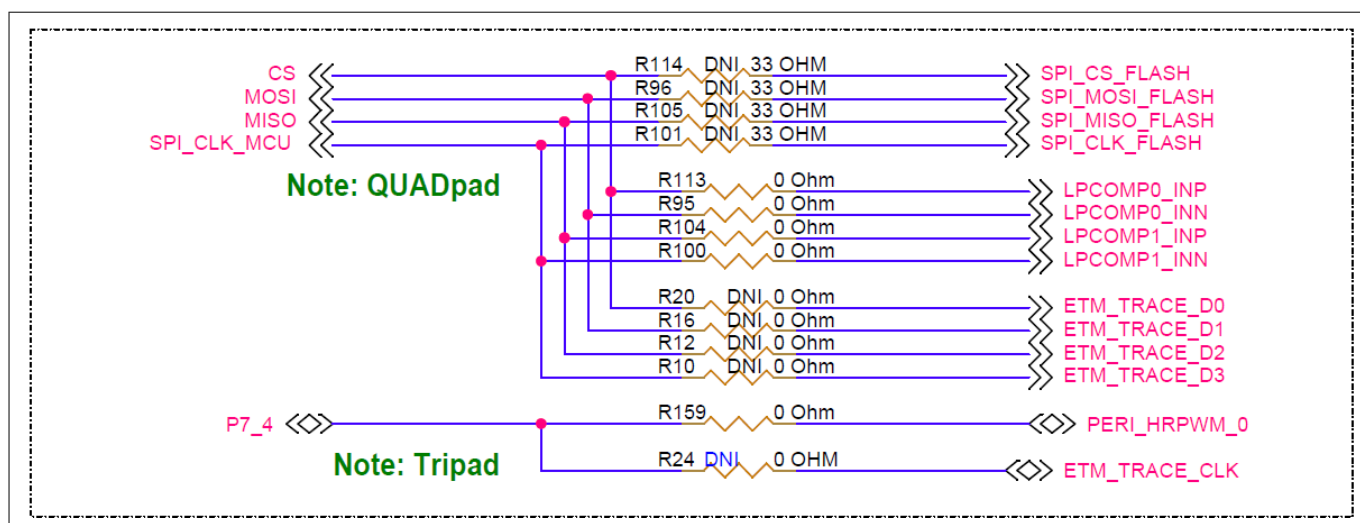 CS R114 DNI 33 OHM SPI_CS_FLASH
MOSI R96 DNI 33 OHM SPI_MOSI_FLASH
MISO R105 DNI 33 OHM SPI_MISO_FLASH
SPI_CLK_MCU R101 DNI 33 OHM SPI_CLK_FLASH
Note: QUADpad
R113 0 Ohm LPCOMP0_INP
R95 0 Ohm LPCOMP0_INN
R104 0 Ohm LPCOMP1_INP
R100 0 Ohm LPCOMP1_INN
R20 DNI 0 Ohm ETM_TRACE_D0
R16 DNI 0 Ohm ETM_TRACE_D1
R12 DNI 0 Ohm ETM_TRACE_D2
R10 DNI 0 Ohm ETM_TRACE_D3
P7_4 R159 0 Ohm PERI_HRPWM_0
Note: Tripad
R24 DNI 0 OHM ETM_TRACE_CLK